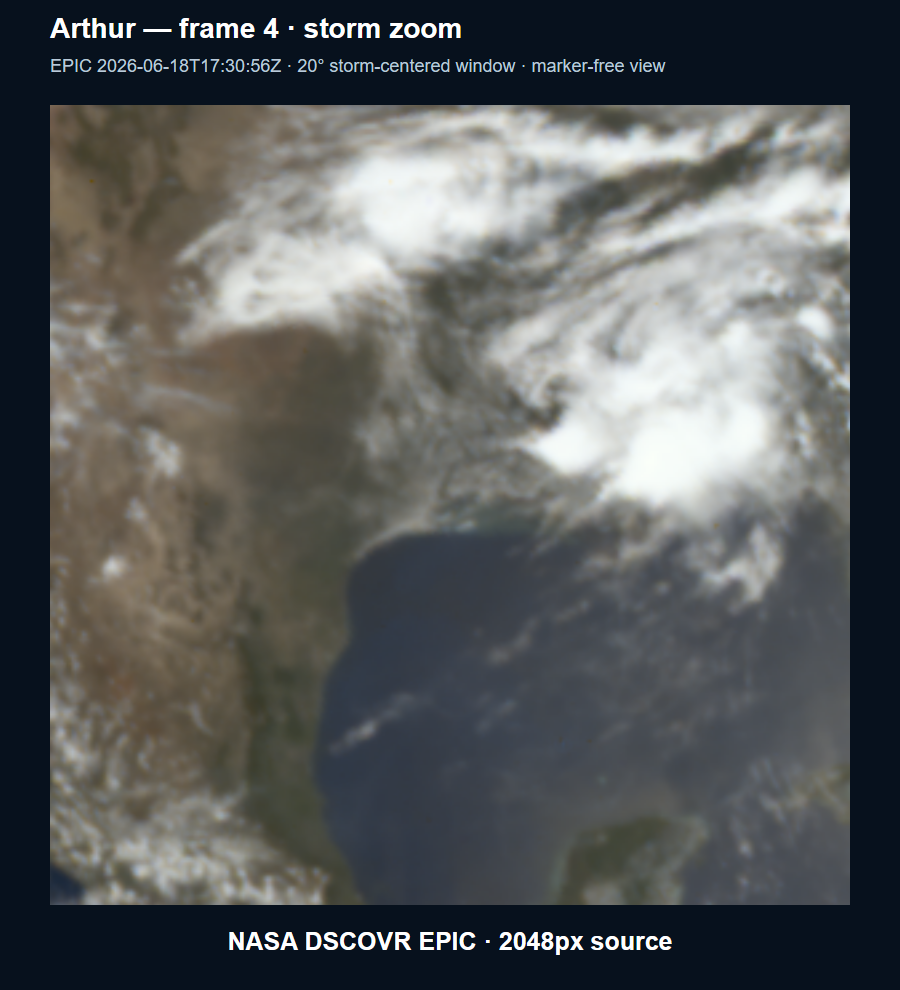 Arthur — frame 4 · storm zoom
EPIC 2026-06-18T17:30:56Z · 20° storm-centered window · marker-free view
NASA DSCOVR EPIC · 2048px source